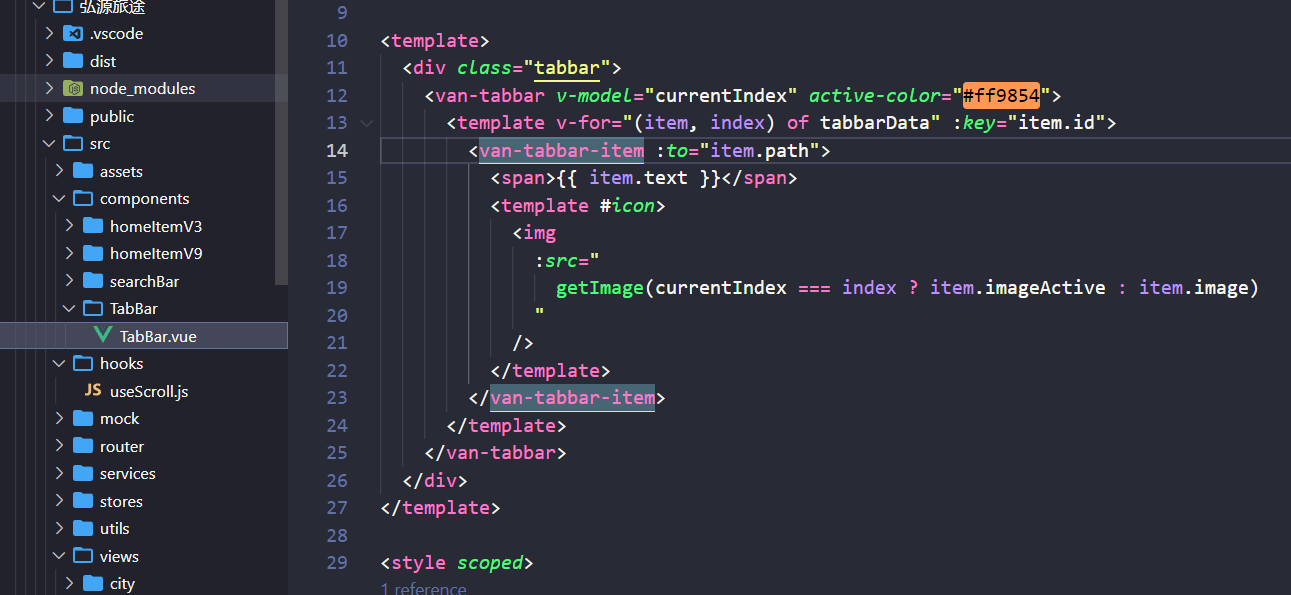 弘源旅途
.vscode
dist
node_modules
public
src
assets
components
homeItemV3
homeItemV9
searchBar
TabBar
TabBar.vue
hooks
JS useScroll.js
mock
router
services
stores
utils
views
city
9
10 <template>
11 <div class="tabbar">
12 <van-tabbar v-model="currentIndex" active-color="#ff9854">
13 <template v-for="(item, index) of tabbarData" :key="item.id">
14 <van-tabbar-item :to="item.path">
15 <span>{{ item.text }}</span>
16 <template #icon>
17 <img
18 :src="
19 getImage(currentIndex === index ? item.imageActive : item.image)
20 "
21 />
22 </template>
23 </van-tabbar-item>
24 </template>
25 </van-tabbar>
26 </div>
27 </template>
28
29 <style scoped>
1 reference